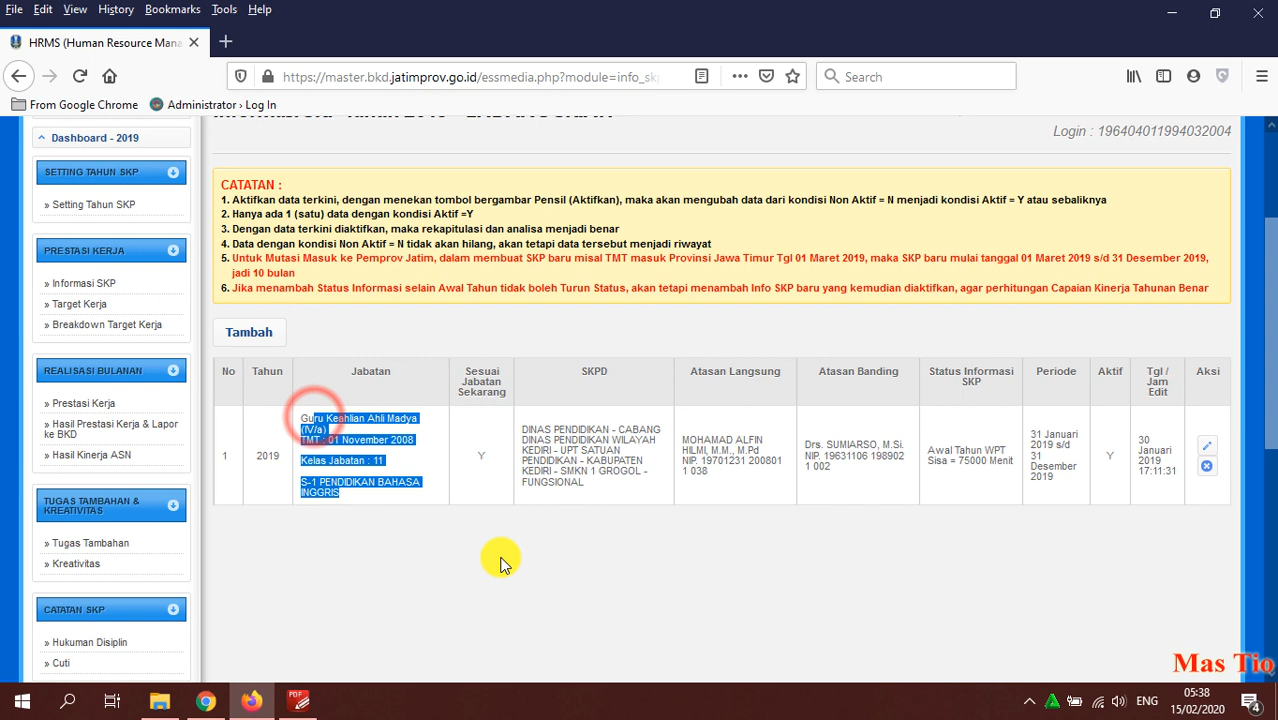 File Edit View History Bookmarks Tools Help
HRMS (Human Resource Mana
https://master.bkd.jatimprov.go.id/essmedia.php?module=info_sk
Search
From Google Chrome
Administrator › Log In
Login : 196404011994032004
Dashboard - 2019
SETTING TAHUN SKP
» Setting Tahun SKP
PRESTASI KERJA
» Informasi SKP
» Target Kerja
» Breakdown Target Kerja
REALISASI BULANAN
» Prestasi Kerja
» Hasil Prestasi Kerja & Lapor
ke BKD
» Hasil Kinerja ASN
TUGAS TAMBAHAN &
KREATIVITAS
» Tugas Tambahan
» Kreativitas
CATATAN SKP
» Hukuman Disiplin
» Cuti
CATATAN :
1. Aktifkan data terkini, dengan menekan tombol bergambar Pensil (Aktifkan), maka akan mengubah data dari kondisi Non Aktif = N menjadi kondisi Aktif = Y atau sebaliknya
2. Hanya ada 1 (satu) data dengan kondisi Aktif =Y
3. Dengan data terkini diaktifkan, maka rekapitulasi dan analisa menjadi benar
4. Data dengan kondisi Non Aktif = N tidak akan hilang, akan tetapi data tersebut menjadi riwayat
5. Untuk Mutasi Masuk ke Pemprov Jatim, dalam membuat SKP baru misal TMT masuk Provinsi Jawa Timur Tgl 01 Maret 2019, maka SKP baru mulai tanggal 01 Maret 2019 s/d 31 Desember 2019,
jadi 10 bulan
6. Jika menambah Status Informasi selain Awal Tahun tidak boleh Turun Status, akan tetapi menambah Info SKP baru yang kemudian diaktifkan, agar perhitungan Capaian Kinerja Tahunan Benar
Tambah
No
Tahun
Jabatan
Sesuai
Jabatan
Sekarang
SKPD
Atasan Langsung
Atasan Banding
Status Informasi
SKP
Periode
Aktif
Tgl /
Jam
Edit
Aksi
1
2019
Guru Keahlian Ahli Madya
(IV/a)
TMT : 01 November 2008
Kelas Jabatan : 11
S-1 PENDIDIKAN BAHASA
INGGRIS
Y
DINAS PENDIDIKAN - CABANG
DINAS PENDIDIKAN WILAYAH
KEDIRI - UPT SATUAN
PENDIDIKAN - KABUPATEN
KEDIRI - SMKN 1 GROGOL -
FUNGSIONAL
MOHAMAD ALFIN
HILMI, M.M., M.Pd
NIP. 19701231 200801
1 038
Drs. SUMIARSO, M.Si.
NIP. 19631106 198902
1 002
Awal Tahun WPT
Sisa = 75000 Menit
31 Januari
2019 s/d
31
Desember
2019
Y
30
Januari
2019
17:11:31
Mas Tio
PDF
ENG
05:38
15/02/2020
4